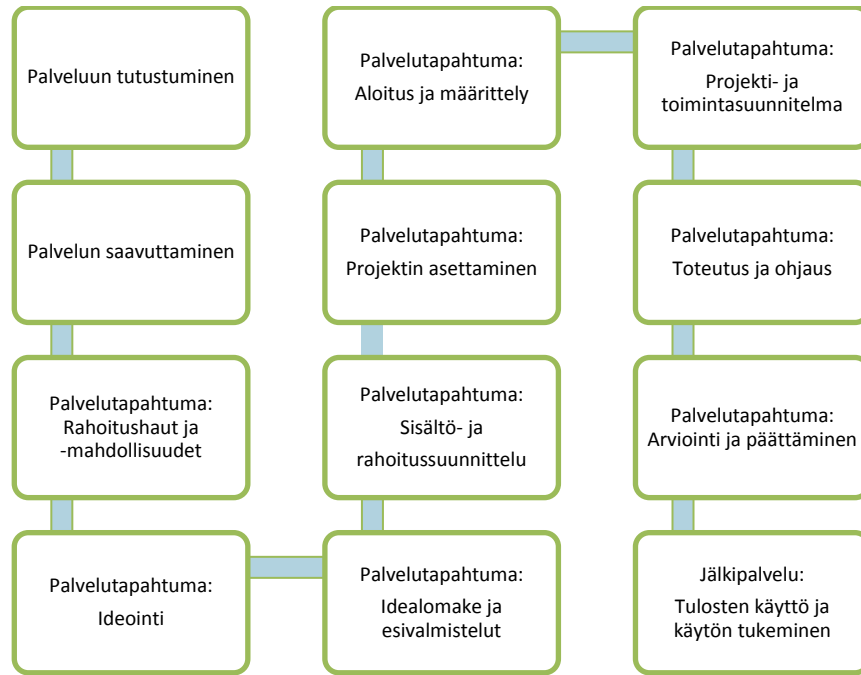 Palveluun tutustuminen
Palvelun saavuttaminen
Palvelutapahtuma:
Rahoitushaut ja
-mahdollisuudet
Palvelutapahtuma:
Ideointi
Palvelutapahtuma:
Idealomake ja
esivalmistelut
Palvelutapahtuma:
Sisältö- ja
rahoitussuunnittelu
Palvelutapahtuma:
Projektin asettaminen
Palvelutapahtuma:
Aloitus ja määrittely
Palvelutapahtuma:
Projekti- ja
toimintasuunnitelma
Palvelutapahtuma:
Toteutus ja ohjaus
Palvelutapahtuma:
Arviointi ja päättäminen
Jälkipalvelu:
Tulosten käyttö ja
käytön tukeminen